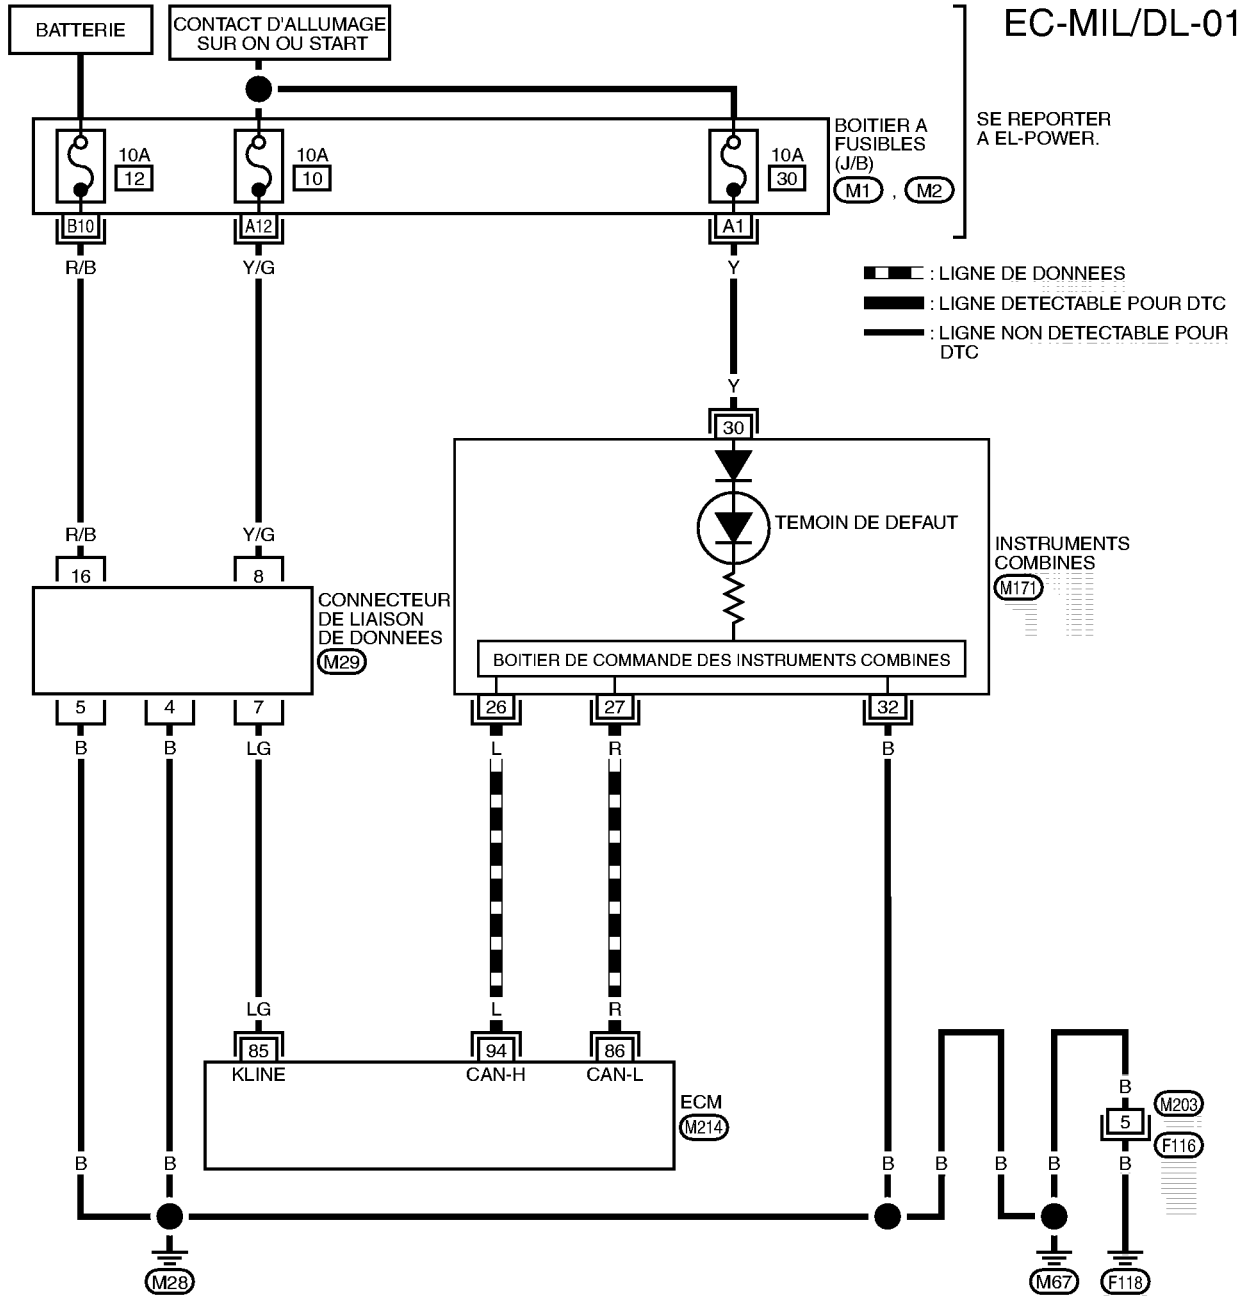 EC-MIL/DL-01
BATTERIE
CONTACT D'ALLUMAGE
SUR ON OU START
SE REPORTER
A EL-POWER.
BOITIER A
FUSIBLES
(J/B)
M1 , M2
10A
12
10A
10
10A
30
B10
A12
A1
R/B
Y/G
Y
: LIGNE DE DONNEES
: LIGNE DETECTABLE POUR DTC
: LIGNE NON DETECTABLE POUR
DTC
Y
30
TEMOIN DE DEFAUT
INSTRUMENTS
COMBINES
M171
R/B
Y/G
16
8
CONNECTEUR
DE LIAISON
DE DONNEES
M29
BOITIER DE COMMANDE DES INSTRUMENTS COMBINES
5
4
7
26
27
32
B
B
LG
L
R
B
LG
L
R
85
94
86
KLINE
CAN-H
CAN-L
ECM
M214
B
M203
5
F116
B
B
B
B
B
B
B
M28
M67
F118